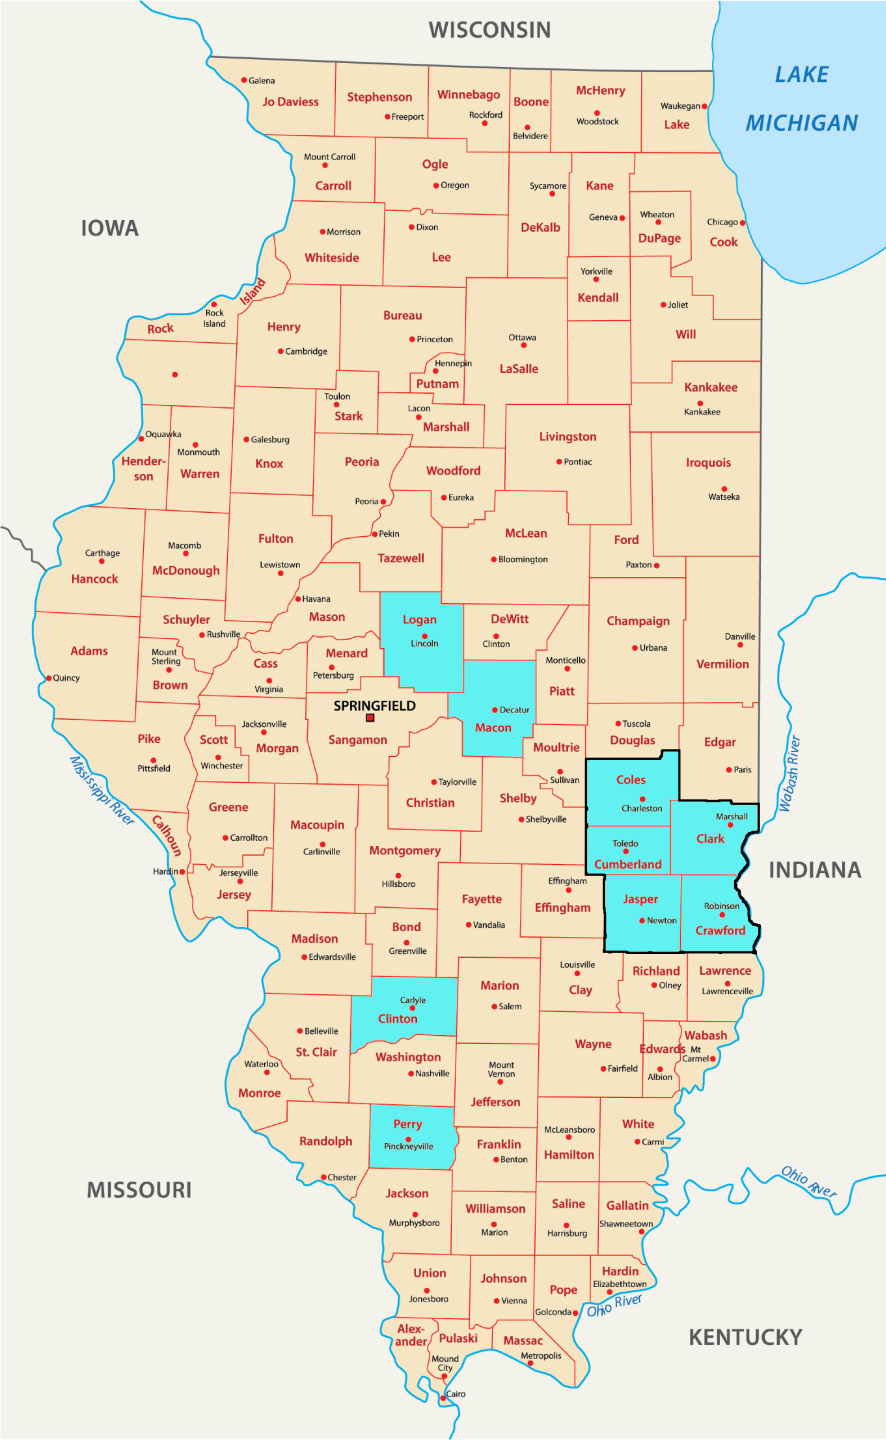 WISCONSIN
LAKE
MICHIGAN
Galena
Jo Daviess
Stephenson
Freeport
Winnebago
Rockford
Boone
Belvidere
McHenry
Woodstock
Waukegan
Lake
Mount Carroll
Carroll
Ogle
Oregon
Sycamore
DeKalb
Kane
Geneva
Wheaton
DuPage
Chicago
Cook
IOWA
Morrison
Whiteside
Dixon
Lee
Yorkville
Kendall
Joliet
Will
Rock
Island
Rock
Island
Henry
Cambridge
Bureau
Princeton
Hennepin
Putnam
Ottawa
LaSalle
Kankakee
Kankakee
Toulon
Stark
Lacon
Marshall
Livingston
Pontiac
Iroquois
Watseka
Oquawka
Hender-
son
Monmouth
Warren
Galesburg
Knox
Peoria
Peoria
Woodford
Eureka
McLean
Bloomington
Ford
Paxton
Carthage
Hancock
Macomb
McDonough
Fulton
Lewistown
Pekin
Tazewell
Havana
Mason
Logan
Lincoln
DeWitt
Clinton
Champaign
Urbana
Danville
Vermilion
Adams
Quincy
Schuyler
Rushville
Mount
Sterling
Brown
Cass
Virginia
Menard
Petersburg
Monticello
Piatt
SPRINGFIELD
Sangamon
Decatur
Macon
Tuscola
Douglas
Edgar
Paris
Pike
Pittsfield
Scott
Winchester
Jacksonville
Morgan
Moultrie
Sullivan
Taylorville
Christian
Shelby
Shelbyville
Coles
Charleston
Marshall
Clark
Mississippi River
Wabash River
Calhoun
Hardin
Greene
Carrollton
Macoupin
Carlinville
Montgomery
Hillsboro
Toledo
Cumberland
INDIANA
Jerseyville
Jersey
Fayette
Vandalia
Effingham
Effingham
Jasper
Newton
Robinson
Crawford
Madison
Edwardsville
Bond
Greenville
Marion
Salem
Louisville
Clay
Richland
Olney
Lawrence
Lawrenceville
Carlyle
Clinton
Belleville
St. Clair
Washington
Nashville
Mount
Vernon
Jefferson
Wayne
Fairfield
Edwards
Albion
Wabash
Mt
Carmel
Waterloo
Monroe
Randolph
Chester
Perry
Pinckneyville
Franklin
Benton
McLeansboro
Hamilton
White
Carmi
MISSOURI
Ohio River
Jackson
Murphysboro
Williamson
Marion
Saline
Harrisburg
Gallatin
Shawneetown
Union
Jonesboro
Johnson
Vienna
Pope
Golconda
Hardin
Elizabethtown
Ohio River
Alex-
ander
Pulaski
Mound
City
Massac
Metropolis
Cairo
KENTUCKY